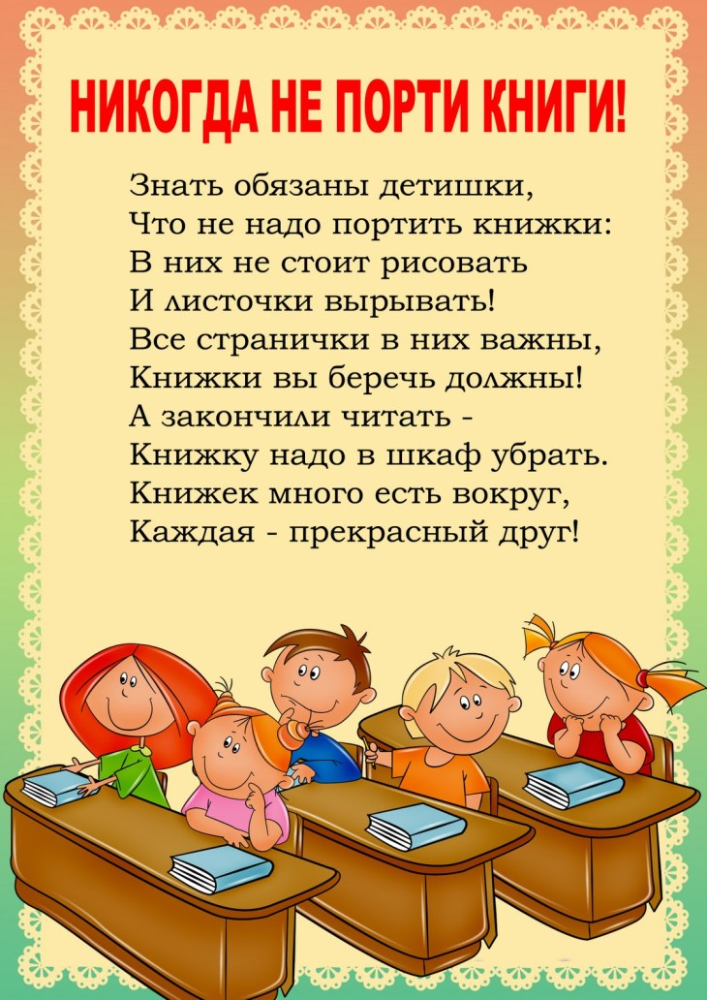 НИКОГДА НЕ ПОРТИ КНИГИ!
Знать обязаны детишки,
Что не надо портить книжки:
В них не стоит рисовать
И листочки вырывать!
Все странички в них важны,
Книжки вы беречь должны!
А закончили читать -
Книжку надо в шкаф убрать.
Книжек много есть вокруг,
Каждая - прекрасный друг!